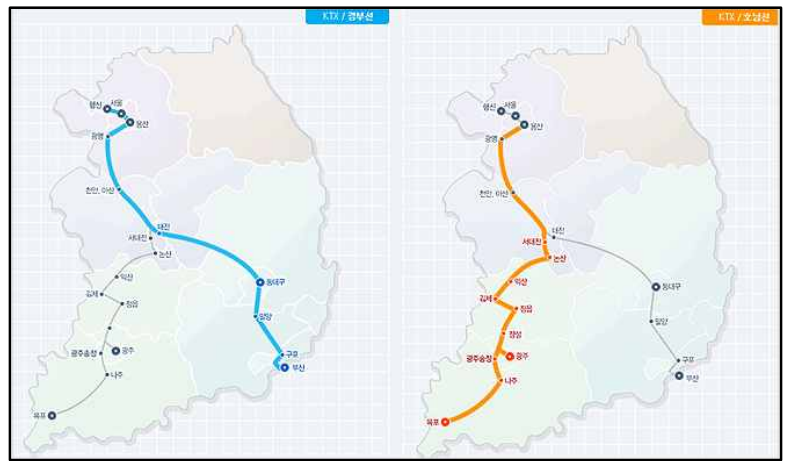 KTX / 경부선
행신
서울
용산
광명
천안, 아산
대전
서대전
논산
익산
김제
정읍
동대구
밀양
구포
부산
광주송정
광주
나주
목포
KTX / 호남선
행신
서울
용산
광명
천안, 아산
대전
서대전
논산
익산
김제
정읍
장성
동대구
밀양
구포
부산
광주송정
광주
나주
목포